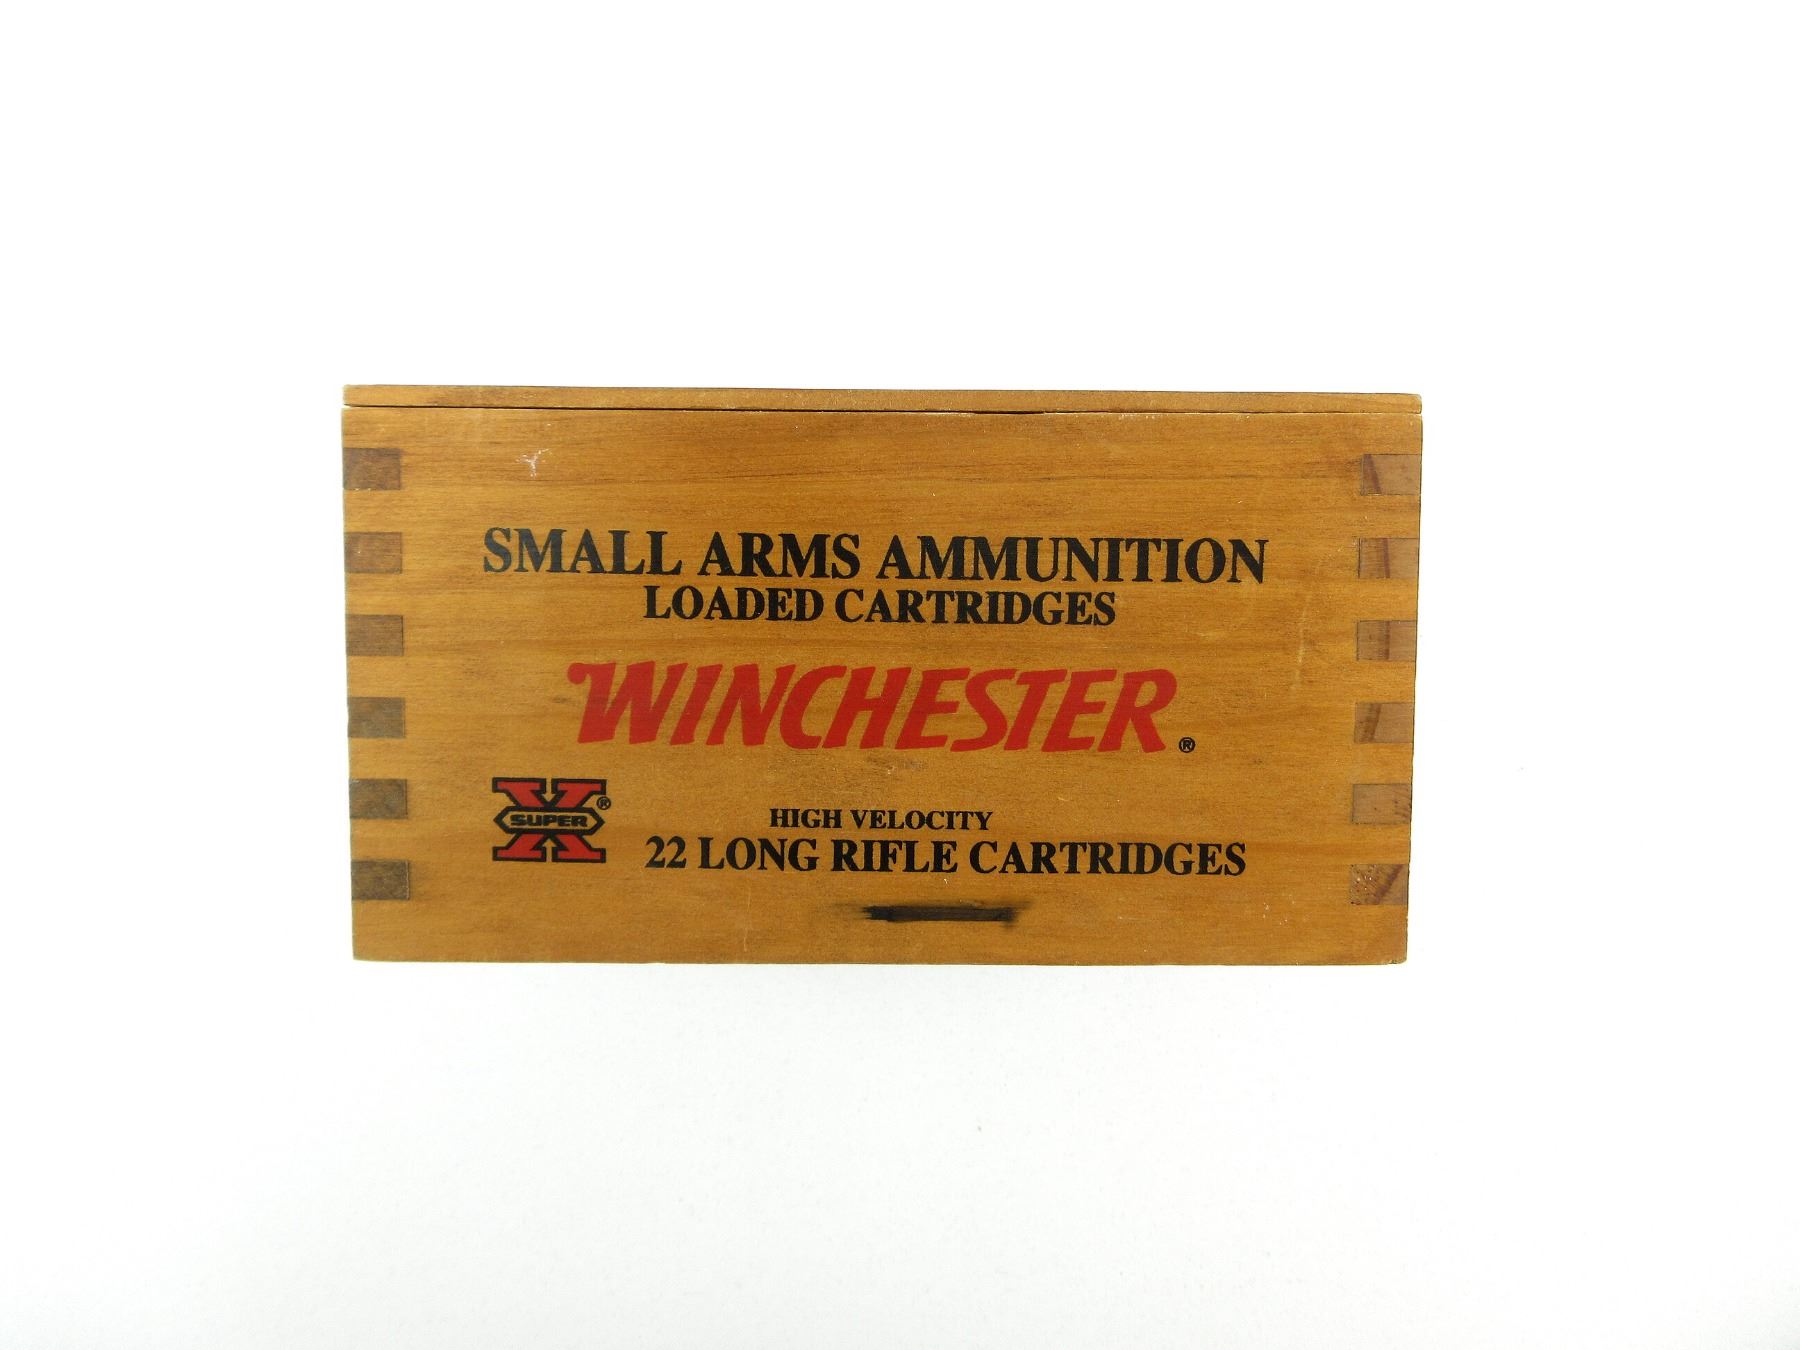 SMALL ARMS AMMUNITION
LOADED CARTRIDGES
WINCHESTER®
X SUPER ®
HIGH VELOCITY
22 LONG RIFLE CARTRIDGES